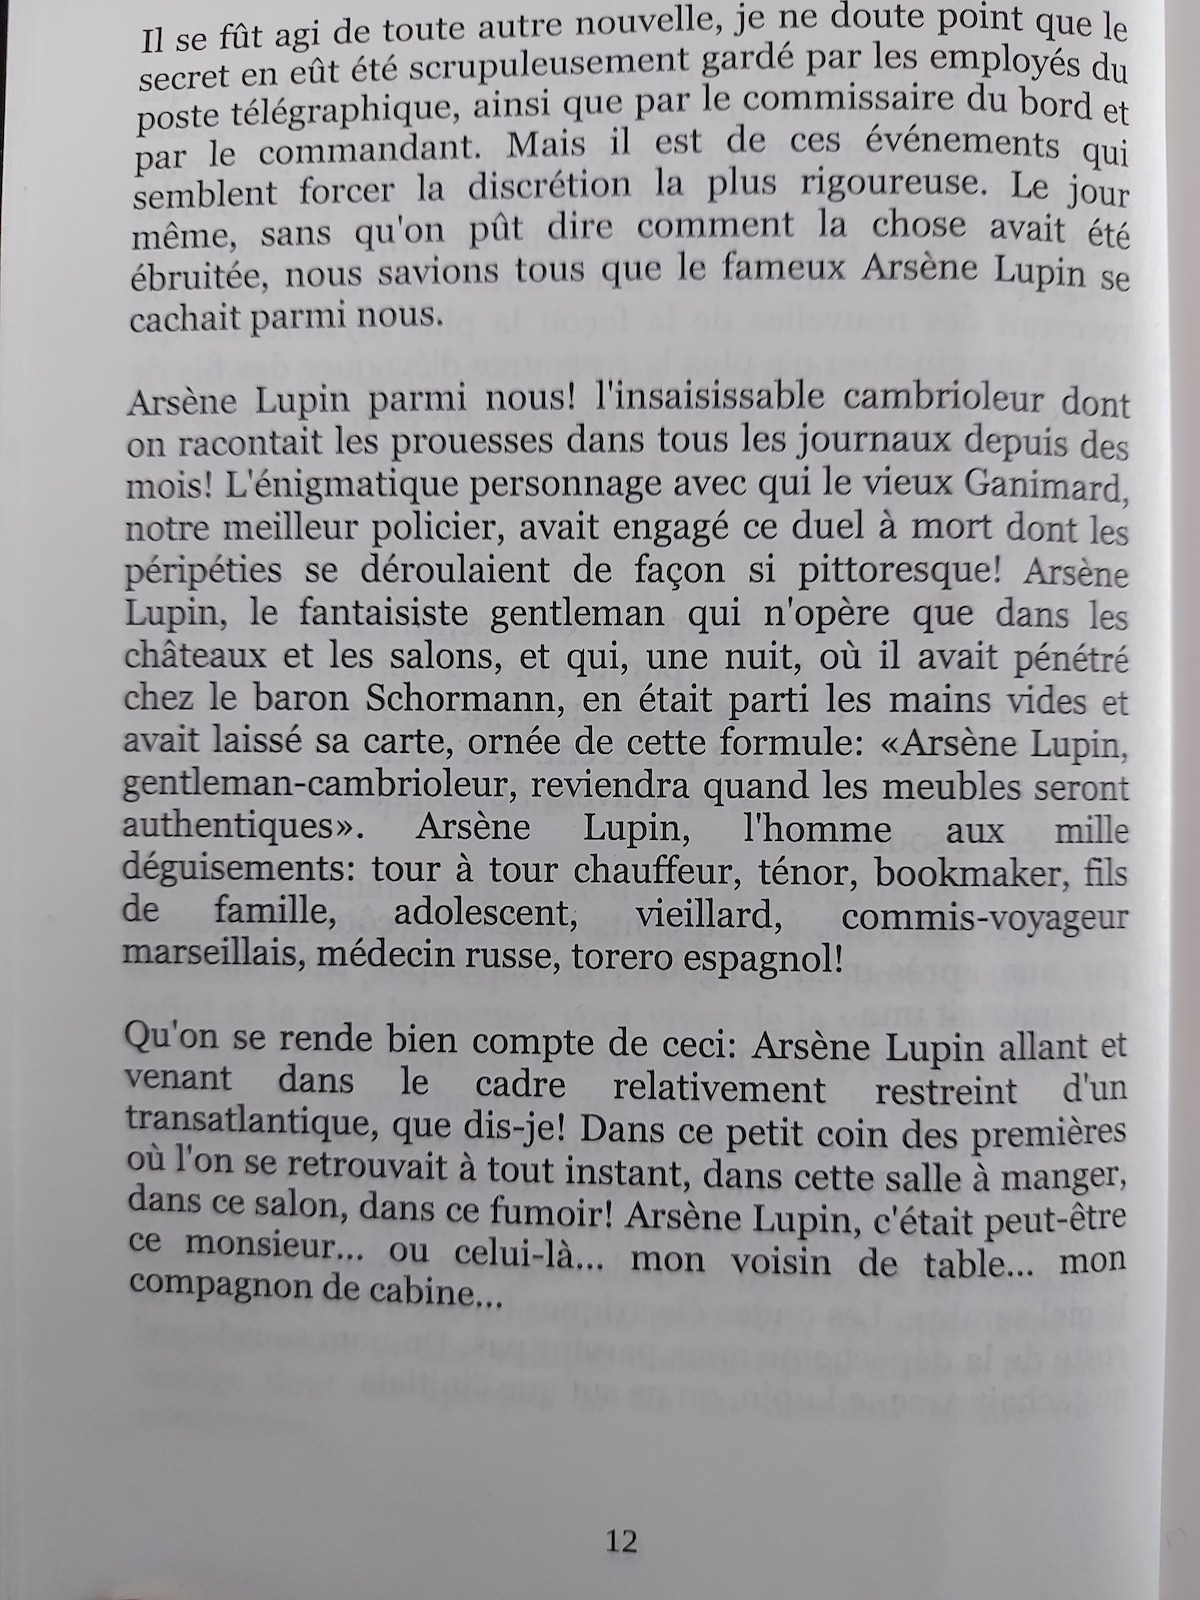 Il se fût agi de toute autre nouvelle, je ne doute point que le
secret en eût été scrupuleusement gardé par les employés du
poste télégraphique, ainsi que par le commissaire du bord et
par le commandant. Mais il est de ces événements qui
semblent forcer la discrétion la plus rigoureuse. Le jour
même, sans qu'on pût dire comment la chose avait été
ébruitée, nous savions tous que le fameux Arsène Lupin se
cachait parmi nous.
Arsène Lupin parmi nous! l'insaisissable cambrioleur dont
on racontait les prouesses dans tous les journaux depuis des
mois! L'énigmatique personnage avec qui le vieux Ganimard,
notre meilleur policier, avait engagé ce duel à mort dont les
péripéties se déroulaient de façon si pittoresque! Arsène
Lupin, le fantaisiste gentleman qui n'opère que dans les
châteaux et les salons, et qui, une nuit, où il avait pénétré
chez le baron Schormann, en était parti les mains vides et
avait laissé sa carte, ornée de cette formule: «Arsène Lupin,
gentleman-cambrioleur, reviendra quand les meubles seront
authentiques». Arsène Lupin, l'homme aux mille
déguisements: tour à tour chauffeur, ténor, bookmaker, fils
de famille, adolescent, vieillard, commis-voyageur
marseillais, médecin russe, torero espagnol!
Qu'on se rende bien compte de ceci: Arsène Lupin allant et
venant dans le cadre relativement restreint d'un
transatlantique, que dis-je! Dans ce petit coin des premières
où l'on se retrouvait à tout instant, dans cette salle à manger,
dans ce salon, dans ce fumoir! Arsène Lupin, c'était peut-être
ce monsieur... ou celui-là... mon voisin de table... mon
compagnon de cabine...
12